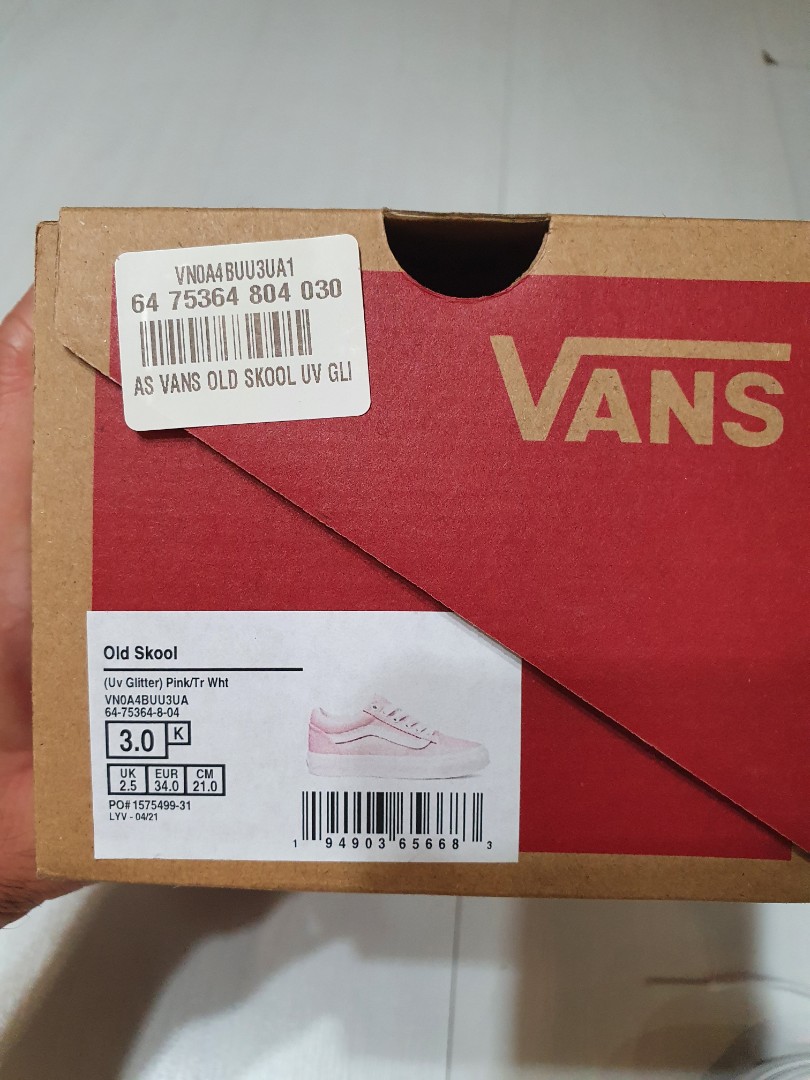 VN0A4BUU3UA1
64 75364 804 030
AS VANS OLD SKOOL UV GLI
VANS
Old Skool
(Uv Glitter) Pink/Tr Wht
VN0A4BUU3UA
64-75364-8-04
3.0 K
UK EUR CM
2.5 34.0 21.0
PO# 1575499-31
LYV - 04/21
1 94903 65668 3